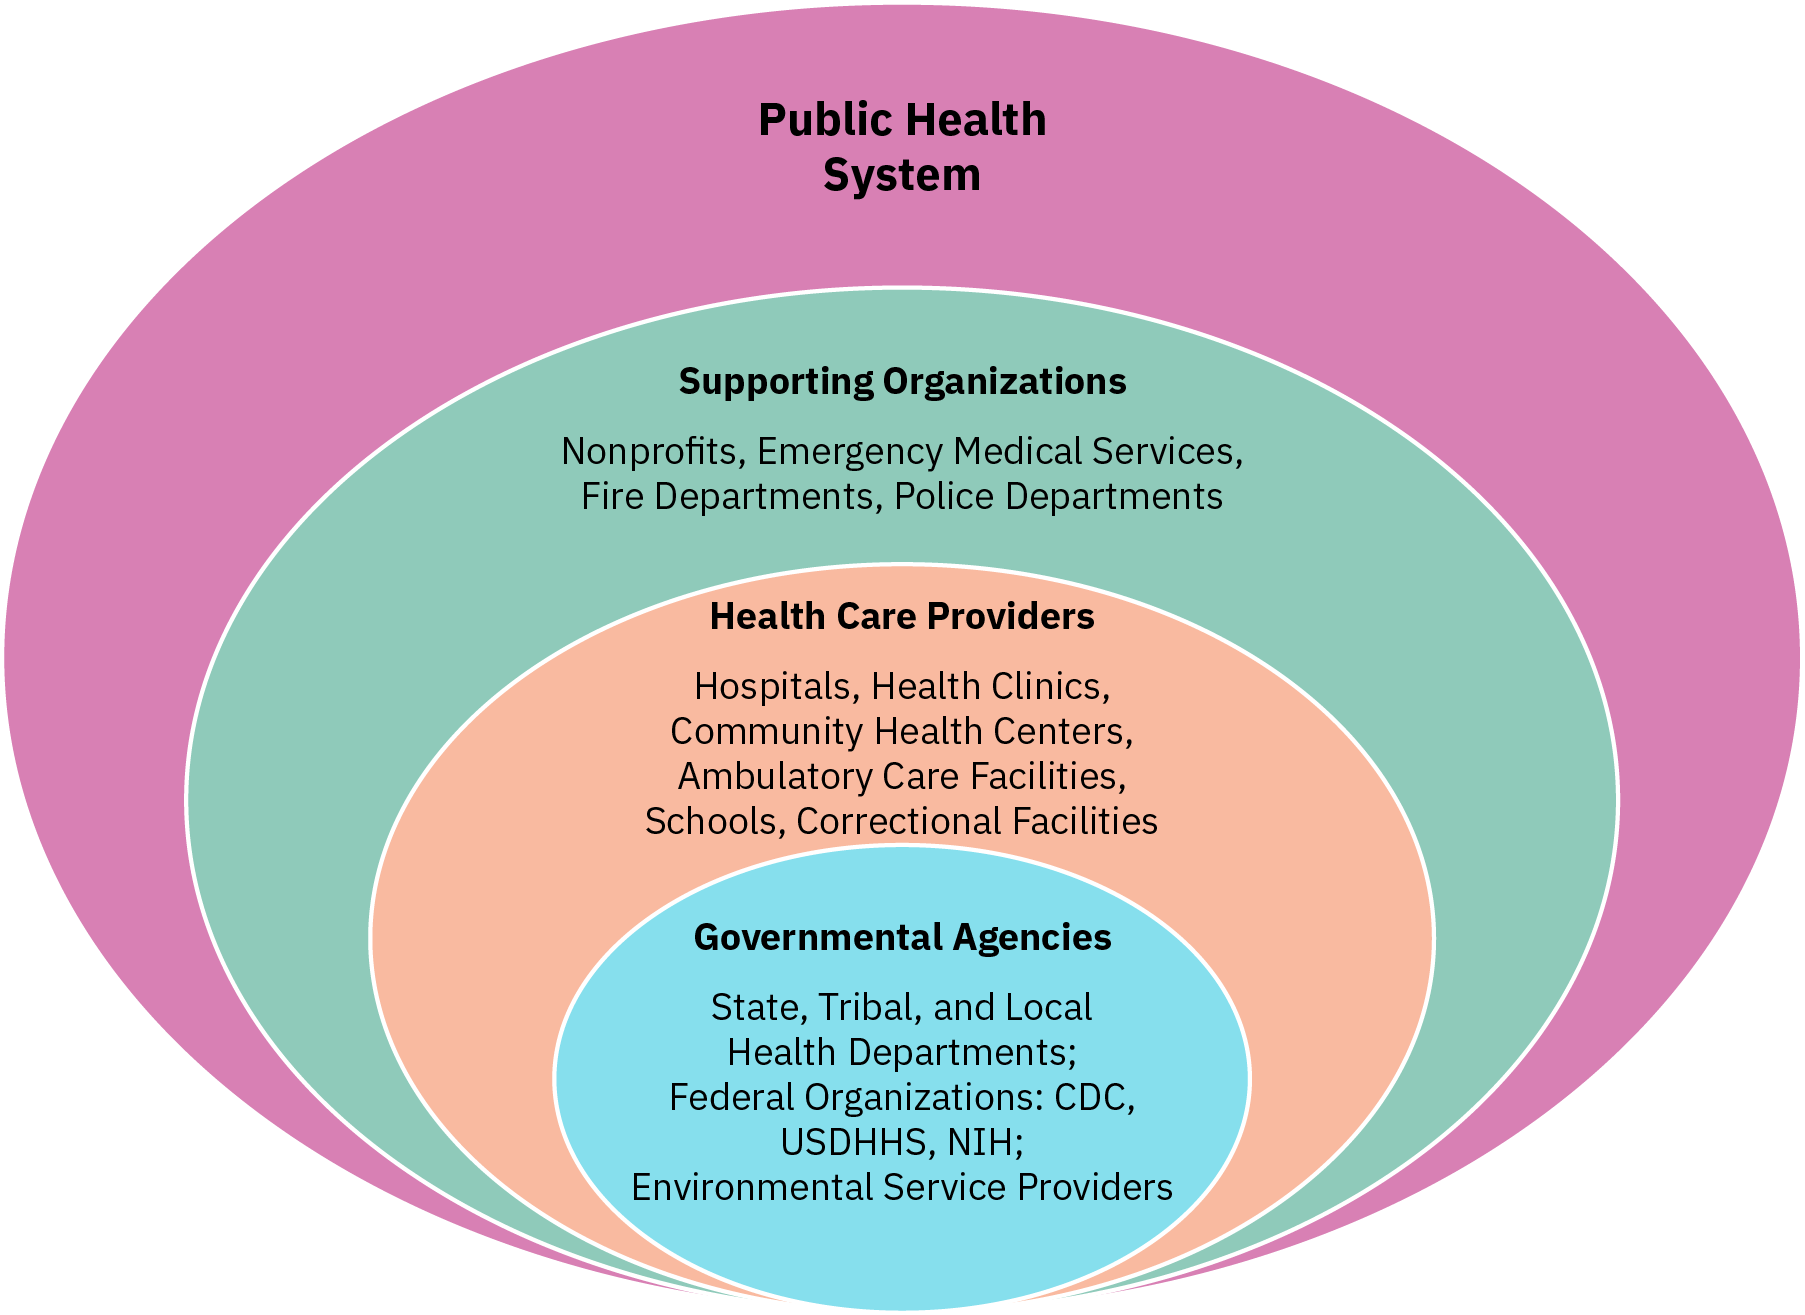 Public Health
System
Supporting Organizations
Nonprofits, Emergency Medical Services,
Fire Departments, Police Departments
Health Care Providers
Hospitals, Health Clinics,
Community Health Centers,
Ambulatory Care Facilities,
Schools, Correctional Facilities
Governmental Agencies
State, Tribal, and Local
Health Departments;
Federal Organizations: CDC,
USDHHS, NIH;
Environmental Service Providers